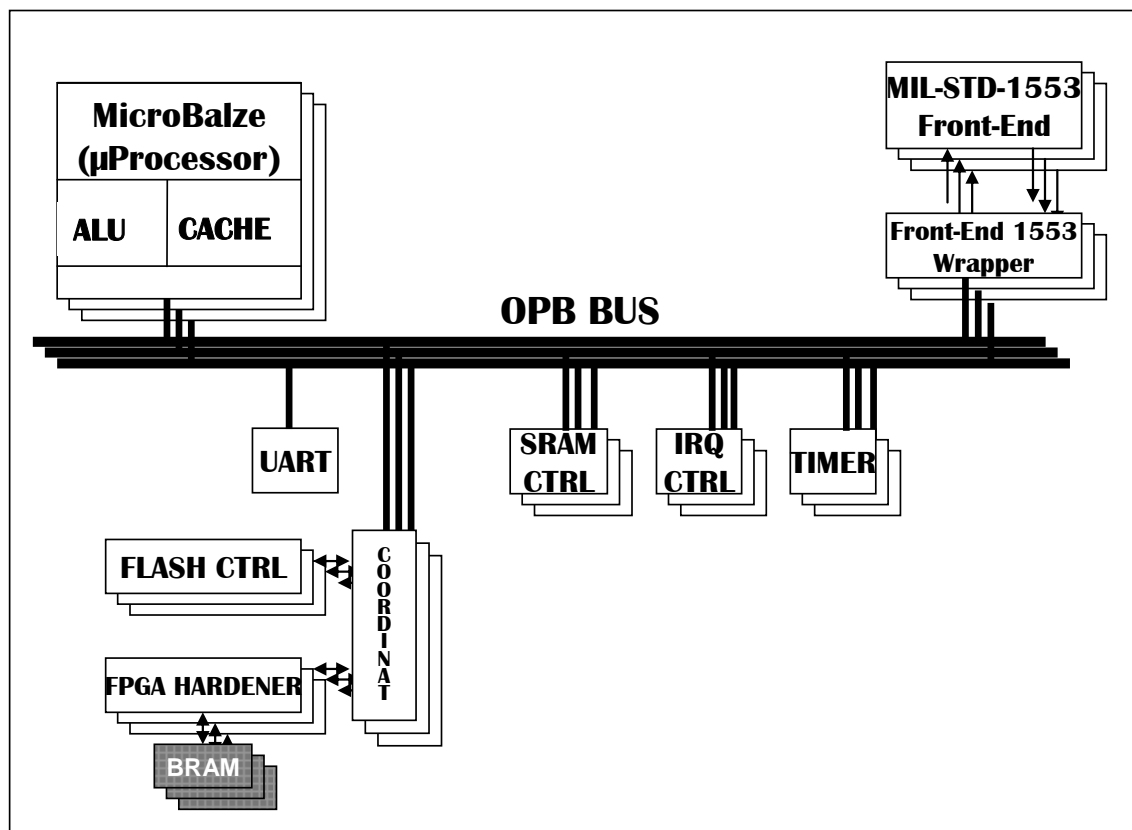 MicroBalze
(µProcessor)
ALU
CACHE
MIL-STD-1553
Front-End
Front-End 1553
Wrapper
OPB BUS
UART
SRAM
CTRL
IRQ
CTRL
TIMER
FLASH CTRL
COORDINAT
FPGA HARDENER
BRAM